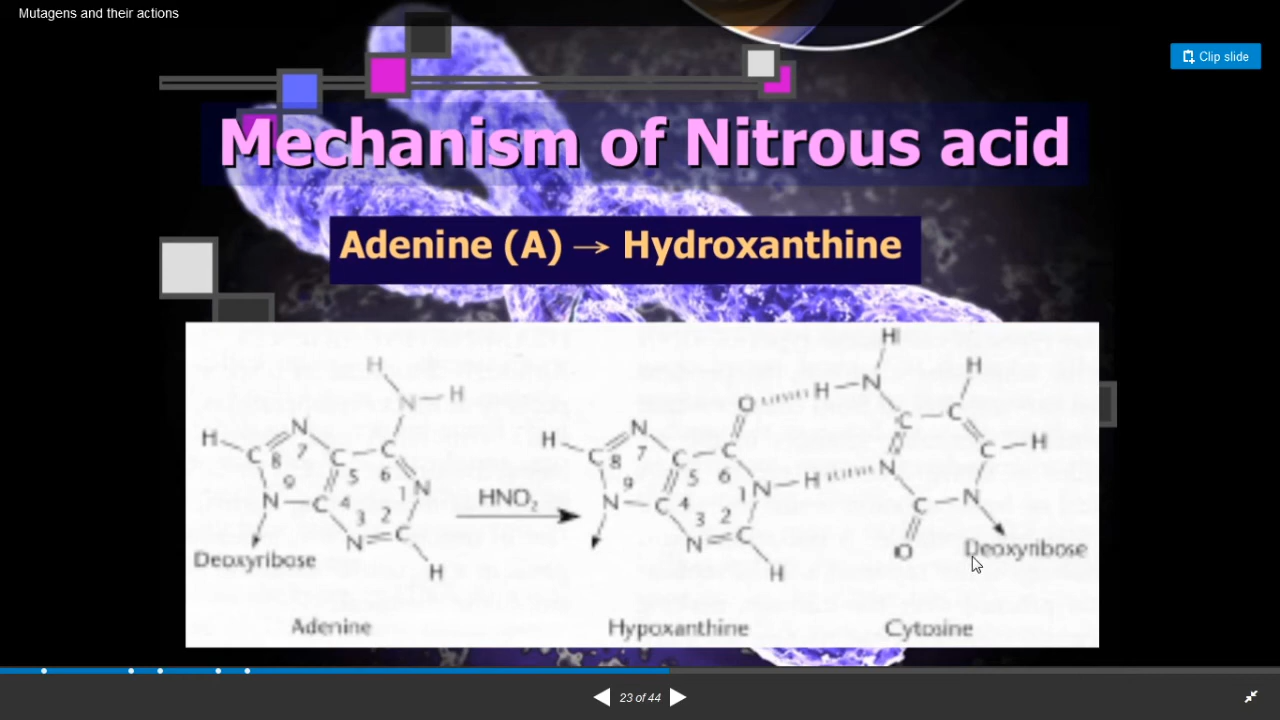 Mutagens and their actions
Clip slide
Mechanism of Nitrous acid
Adenine (A) → Hydroxanthine
H
H
H
N
O
H
N
H
H
N
N
H
C
8
7
C
C
5
6
9
1
N
N
C
4
3
2
N
C
H
Deoxyribose
HNO₂
H
C
8
7
C
C
5
6
9
1
N
H
N
C
4
3
2
N
C
H
C
C
C
H
N
C
N
O
Deoxyribose
Adenine
Hypoxanthine
Cytosine
23 of 44